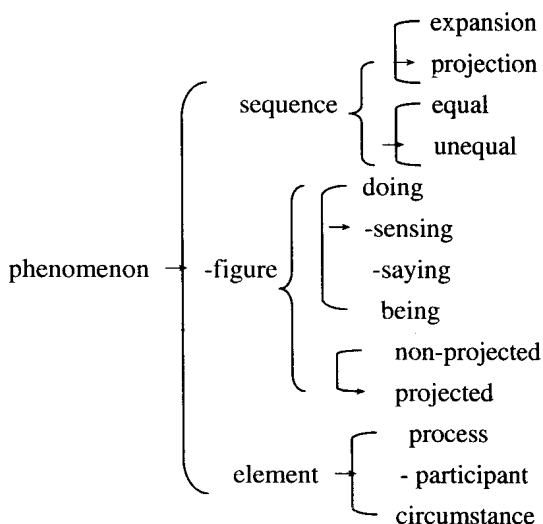 expansion
projection
sequence
equal
unequal
doing
-sensing
phenomenon -figure
-saying
being
non-projected
projected
process
element - participant
circumstance